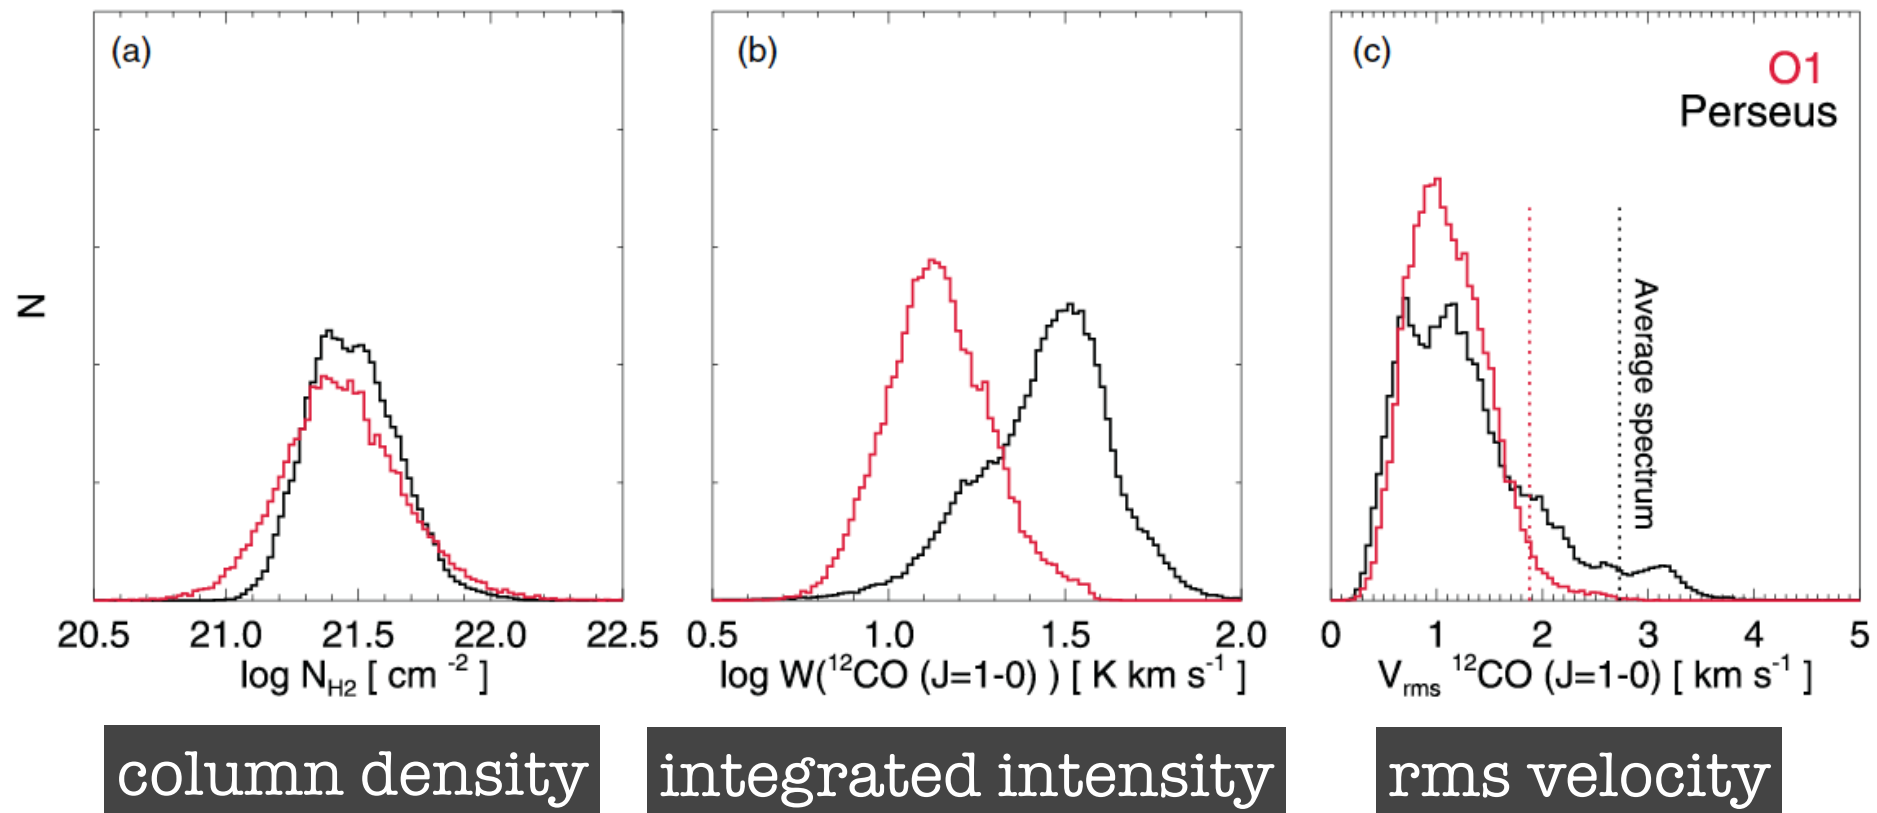 (a)
(b)
(c)
O1
Perseus
N
Average spectrum
20.5 21.0 21.5 22.0 22.5
0.5 1.0 1.5 2.0
0 1 2 3 4 5
log N_H2 [ cm ⁻² ]
log W(¹²CO (J=1-0) ) [ K km s⁻¹ ]
V_rms ¹²CO (J=1-0) [ km s⁻¹ ]
column density
integrated intensity
rms velocity